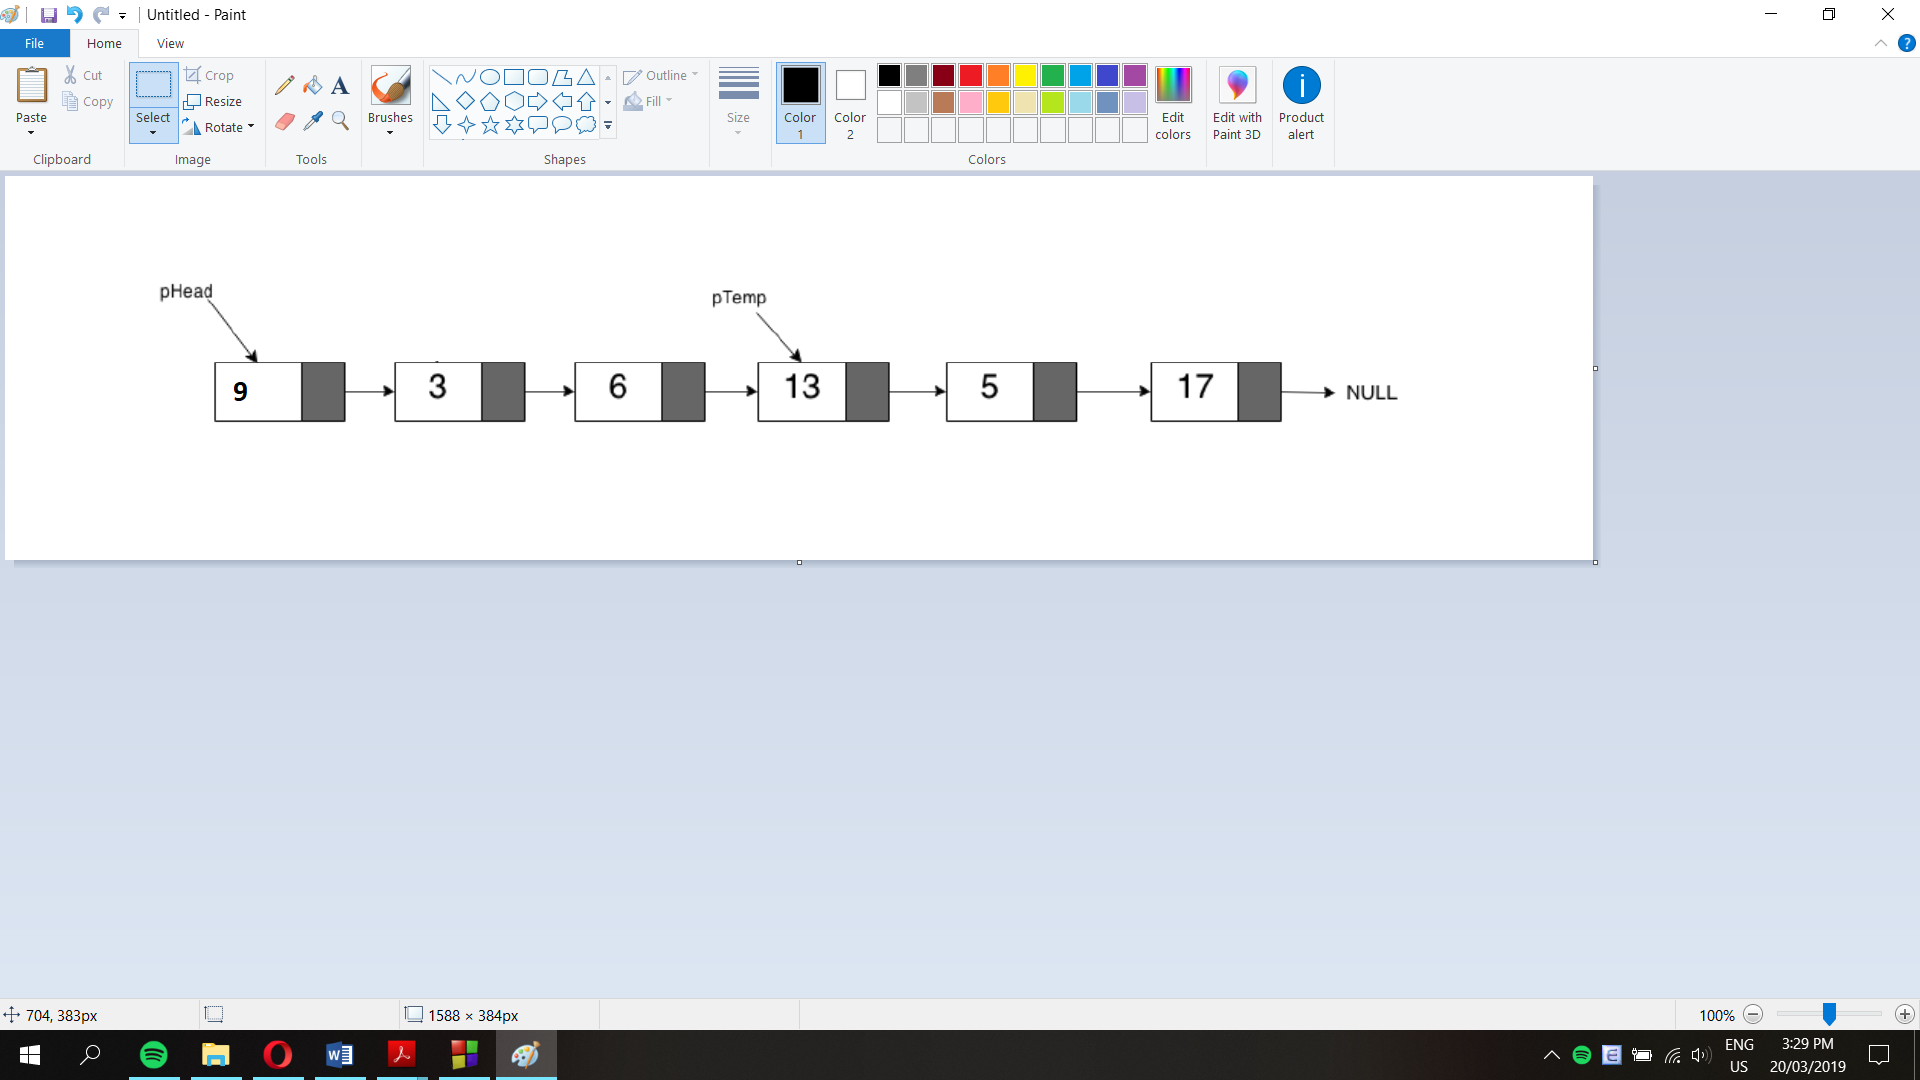 Untitled - Paint
File Home View
Paste
Cut
Copy
Clipboard
Select
Crop
Resize
Rotate
Image
A
Tools
Brushes
Shapes
Outline
Fill
Size
Color 1
Color 2
Colors
Edit colors
Edit with Paint 3D
Product alert
pHead
pTemp
9 3 6 13 5 17 NULL
704, 383px
1588 × 384px
100%
ENG
US
3:29 PM
20/03/2019